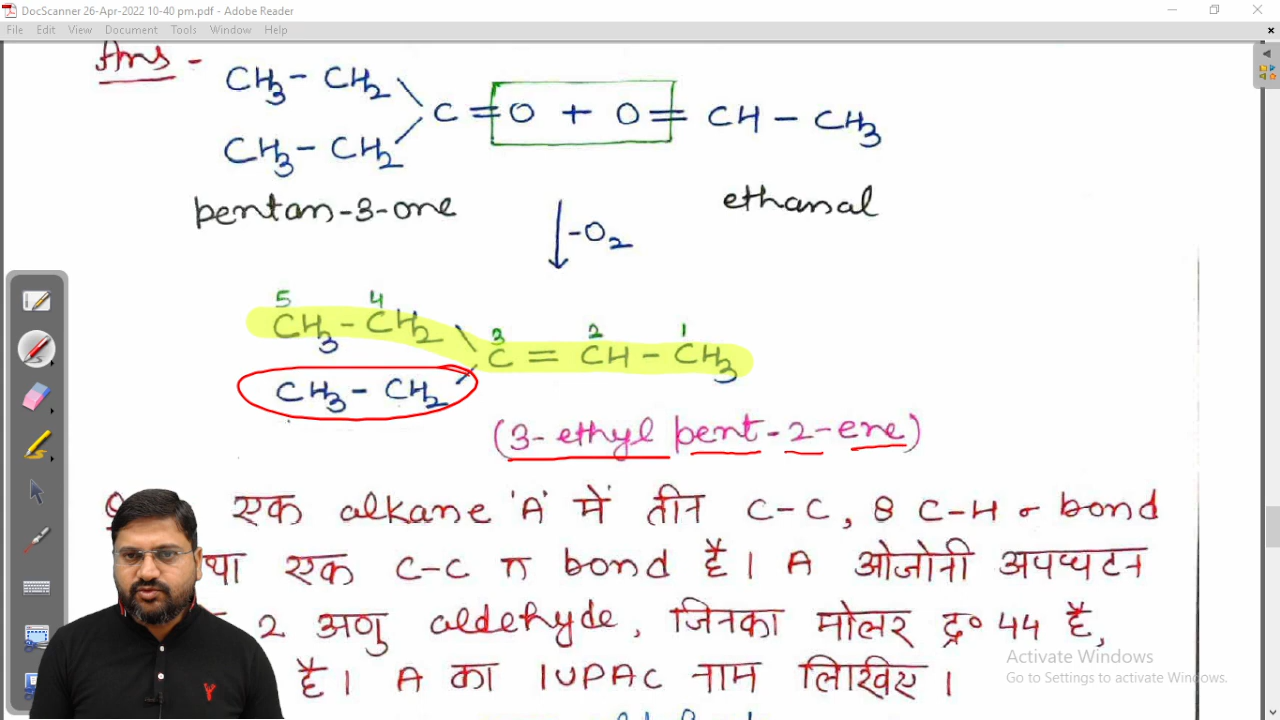 DocScanner 26-Apr-2022 10-40 pm.pdf - Adobe Reader
File Edit View Document Tools Window Help
Ans -
CH3 - CH2
C = O + O = CH - CH3
CH3 - CH2
pentan-3-one ethanal
-O2
5 4
CH3 - CH2
3 2 1
C = CH - CH3
CH3 - CH2
(3-ethyl pent-2-ene)
एक alkane 'A' में तीन C-C, 8 C-H σ bond
था एक C-C π bond है। A ओजोनी अपघटन
2 अणु aldehyde, जिनका मोलर द्र० 44 है,
है। A का IUPAC नाम लिखिए।
Activate Windows
Go to Settings to activate Windows.